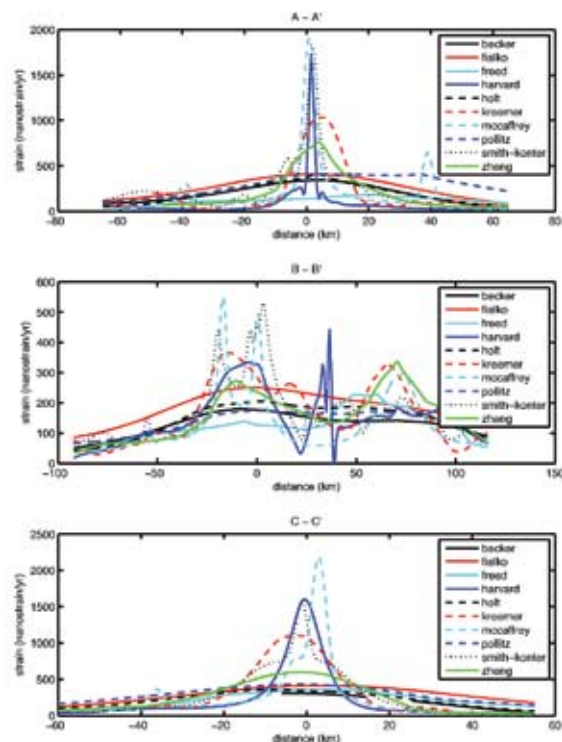 A – A'
strain (nanostrain/yr)
2000
1500
1000
500
0
−80 −60 −40 −20 0 20 40 60 80
distance (km)
becker
fialko
freed
harvard
holt
kreemer
mccaffrey
pollitz
smith−konter
zheng
B – B'
strain (nanostrain/yr)
600
500
400
300
200
100
0
−100 −50 0 50 100 150
distance (km)
becker
fialko
freed
harvard
holt
kreemer
mccaffrey
pollitz
smith−konter
zheng
C – C'
strain (nanostrain/yr)
2500
2000
1500
1000
500
0
−60 −40 −20 0 20 40 60
distance (km)
becker
fialko
freed
harvard
holt
kreemer
mccaffrey
pollitz
smith−konter
zheng